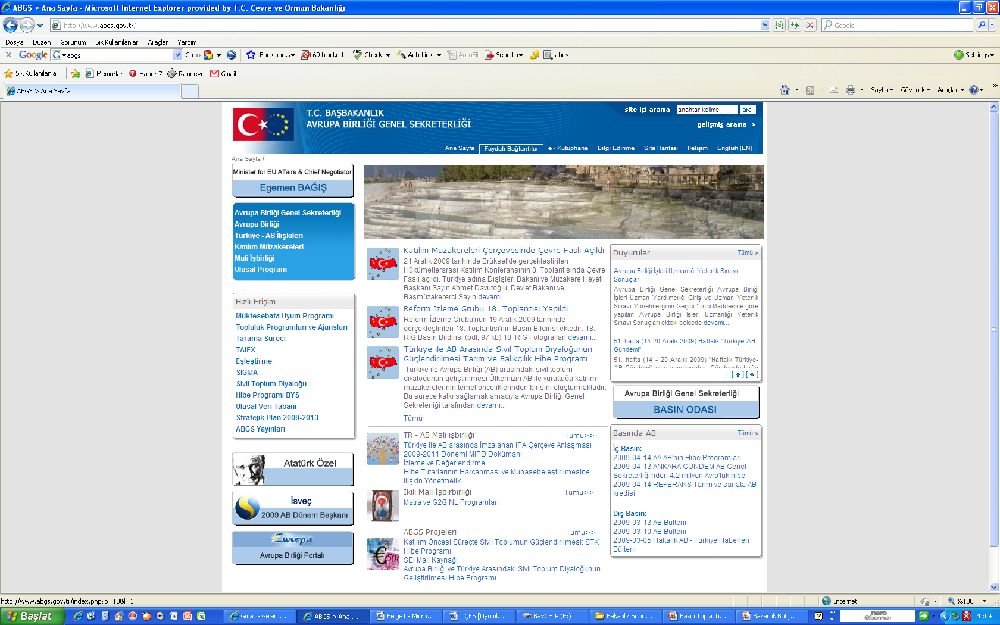 ABGS > Ana Sayfa - Microsoft Internet Explorer provided by T.C. Çevre ve Orman Bakanlığı
http://www.abgs.gov.tr/
Google
Dosya Düzen Görünüm Sık Kullanılanlar Araçlar Yardım
Google abgs Go Bookmarks 69 blocked Check AutoLink AutoFill Send to abgs Settings
Sık Kullanılanlar Memurlar Haber 7 Randevu Gmail
ABGS > Ana Sayfa
Sayfa Güvenlik Araçlar
T.C. BAŞBAKANLIK
AVRUPA BİRLİĞİ GENEL SEKRETERLİĞİ
site içi arama anahtar kelime ara
gelişmiş arama »
Ana Sayfa Faydalı Bağlantılar e - Kütüphane Bilgi Edinme Site Haritası İletişim English [EN]
Ana Sayfa /
Minister for EU Affairs & Chief Negotiator
Egemen BAĞIŞ
Avrupa Birliği Genel Sekreterliği
Avrupa Birliği
Türkiye - AB İlişkileri
Katılım Müzakereleri
Mali İşbirliği
Ulusal Program
Hızlı Erişim
Müktesebata Uyum Programı
Topluluk Programları ve Ajansları
Tarama Süreci
TAIEX
Eşleştirme
SIGMA
Sivil Toplum Diyaloğu
Hibe Programı BYS
Ulusal Veri Tabanı
Stratejik Plan 2009-2013
ABGS Yayınları
Atatürk Özel
İsveç
2009 AB Dönem Başkanı
Europa
Avrupa Birliği Portalı
Katılım Müzakereleri Çerçevesinde Çevre Faslı Açıldı
21 Aralık 2009 tarihinde Brüksel'de gerçekleştirilen
Hükümetlerarası Katılım Konferansının 8. Toplantısında Çevre
Faslı açıldı. Türkiye adına Dışişleri Bakanı ve Müzakere Heyeti
Başkanı Sayın Ahmet Davutoğlu, Devlet Bakanı ve
Başmüzakererci Sayın devamı...
Reform İzleme Grubu 18. Toplantısı Yapıldı
Reform İzleme Grubu'nun 19 Aralık 2009 tarihinde
gerçekleştirilen 18. Toplantısı'nın Basın Bildirisi ektedir. 18.
RİG Basın Bildirisi (pdf, 97 kb) 18. RİG Fotoğrafları devamı...
Türkiye ile AB Arasında Sivil Toplum Diyaloğunun
Güçlendirilmesi Tarım ve Balıkçılık Hibe Programı
Türkiye ile Avrupa Birliği (AB) arasındaki sivil toplum
diyaloğunun geliştirilmesi Ülkemizin AB ile yürüttüğü katılım
müzakerelerinin temel önceliklerinden birisini oluşturmaktadır.
Bu sürece katkı sağlamak amacıyla Avrupa Birliği Genel
Sekreterliği tarafından devamı...
Tümü
TR - AB Mali işbirliği Tümü>>
Türkiye ile AB arasında İmzalanan IPA Çerçeve Anlaşması
2009-2011 Dönemi MIPD Dokümanı
İzleme ve Değerlendirme
Hibe Tutarlarının Harcanması ve Muhasebeleştirilmesine
İlişkin Yönetmelik
İkili Mali İşbirbirliği Tümü>>
Matra ve G2G.NL Programları
ABGS Projeleri Tümü>>
Katılım Öncesi Süreçte Sivil Toplumun Güçlendirilmesi: STK
Hibe Programı
SEI Mali Kaynağı
Avrupa Birliği ve Türkiye Arasındaki Sivil Toplum Diyaloğunun
Geliştirilmesi Hibe Programı
Duyurular Tümü »
Avrupa Birliği İşleri Uzmanlığı Yeterlik Sınavı
Sonuçları
Avrupa Birliği Genel Sekreterliği Avrupa Birliği
İşleri Uzman Yardımcılığı Giriş ve Uzman Yeterlik
Sınavı Yönetmeliğinin Geçici 1 inci Maddesine göre
yapılan Avrupa Birliği İşleri Uzmanlığı Yeterlik
Sınavı Sonuçları ekteki belgede devamı...
51. hafta (14-20 Aralık 2009) Haftalık "Türkiye-AB
Gündemi"
51. hafta (14 - 20 Aralık 2009) "Haftalık Türkiye-
AB Gündemi" ekte sunulmuştur. Gündemde hafta
Avrupa Birliği Genel Sekreterliği
BASIN ODASI
Basında AB Tümü »
İç Basın:
2009-04-14 AA AB'nin Hibe Programları
2009-04-13 ANKARA GÜNDEM AB Genel
Sekreterliği'nden 4.2 milyon Avro'luk hibe
2009-04-14 REFERANS Tarım ve sanata AB
kredisi
Dış Basın:
2009-03-13 AB Bülteni
2009-03-10 AB Bülteni
2009-03-05 Haftalık AB - Türkiye Haberleri
Bülteni
http://www.abgs.gov.tr/index.php?p=10&l=1
Internet %100
Başlat Gmail - Gelen ... ABGS > Ana ... Belge1 - Micro... UÇES [Uyuml... BayCHIP (F:) Bakanlık Sunu... Basın Toplantı... Bakanlık Bütç... nero SEARCH 20:04